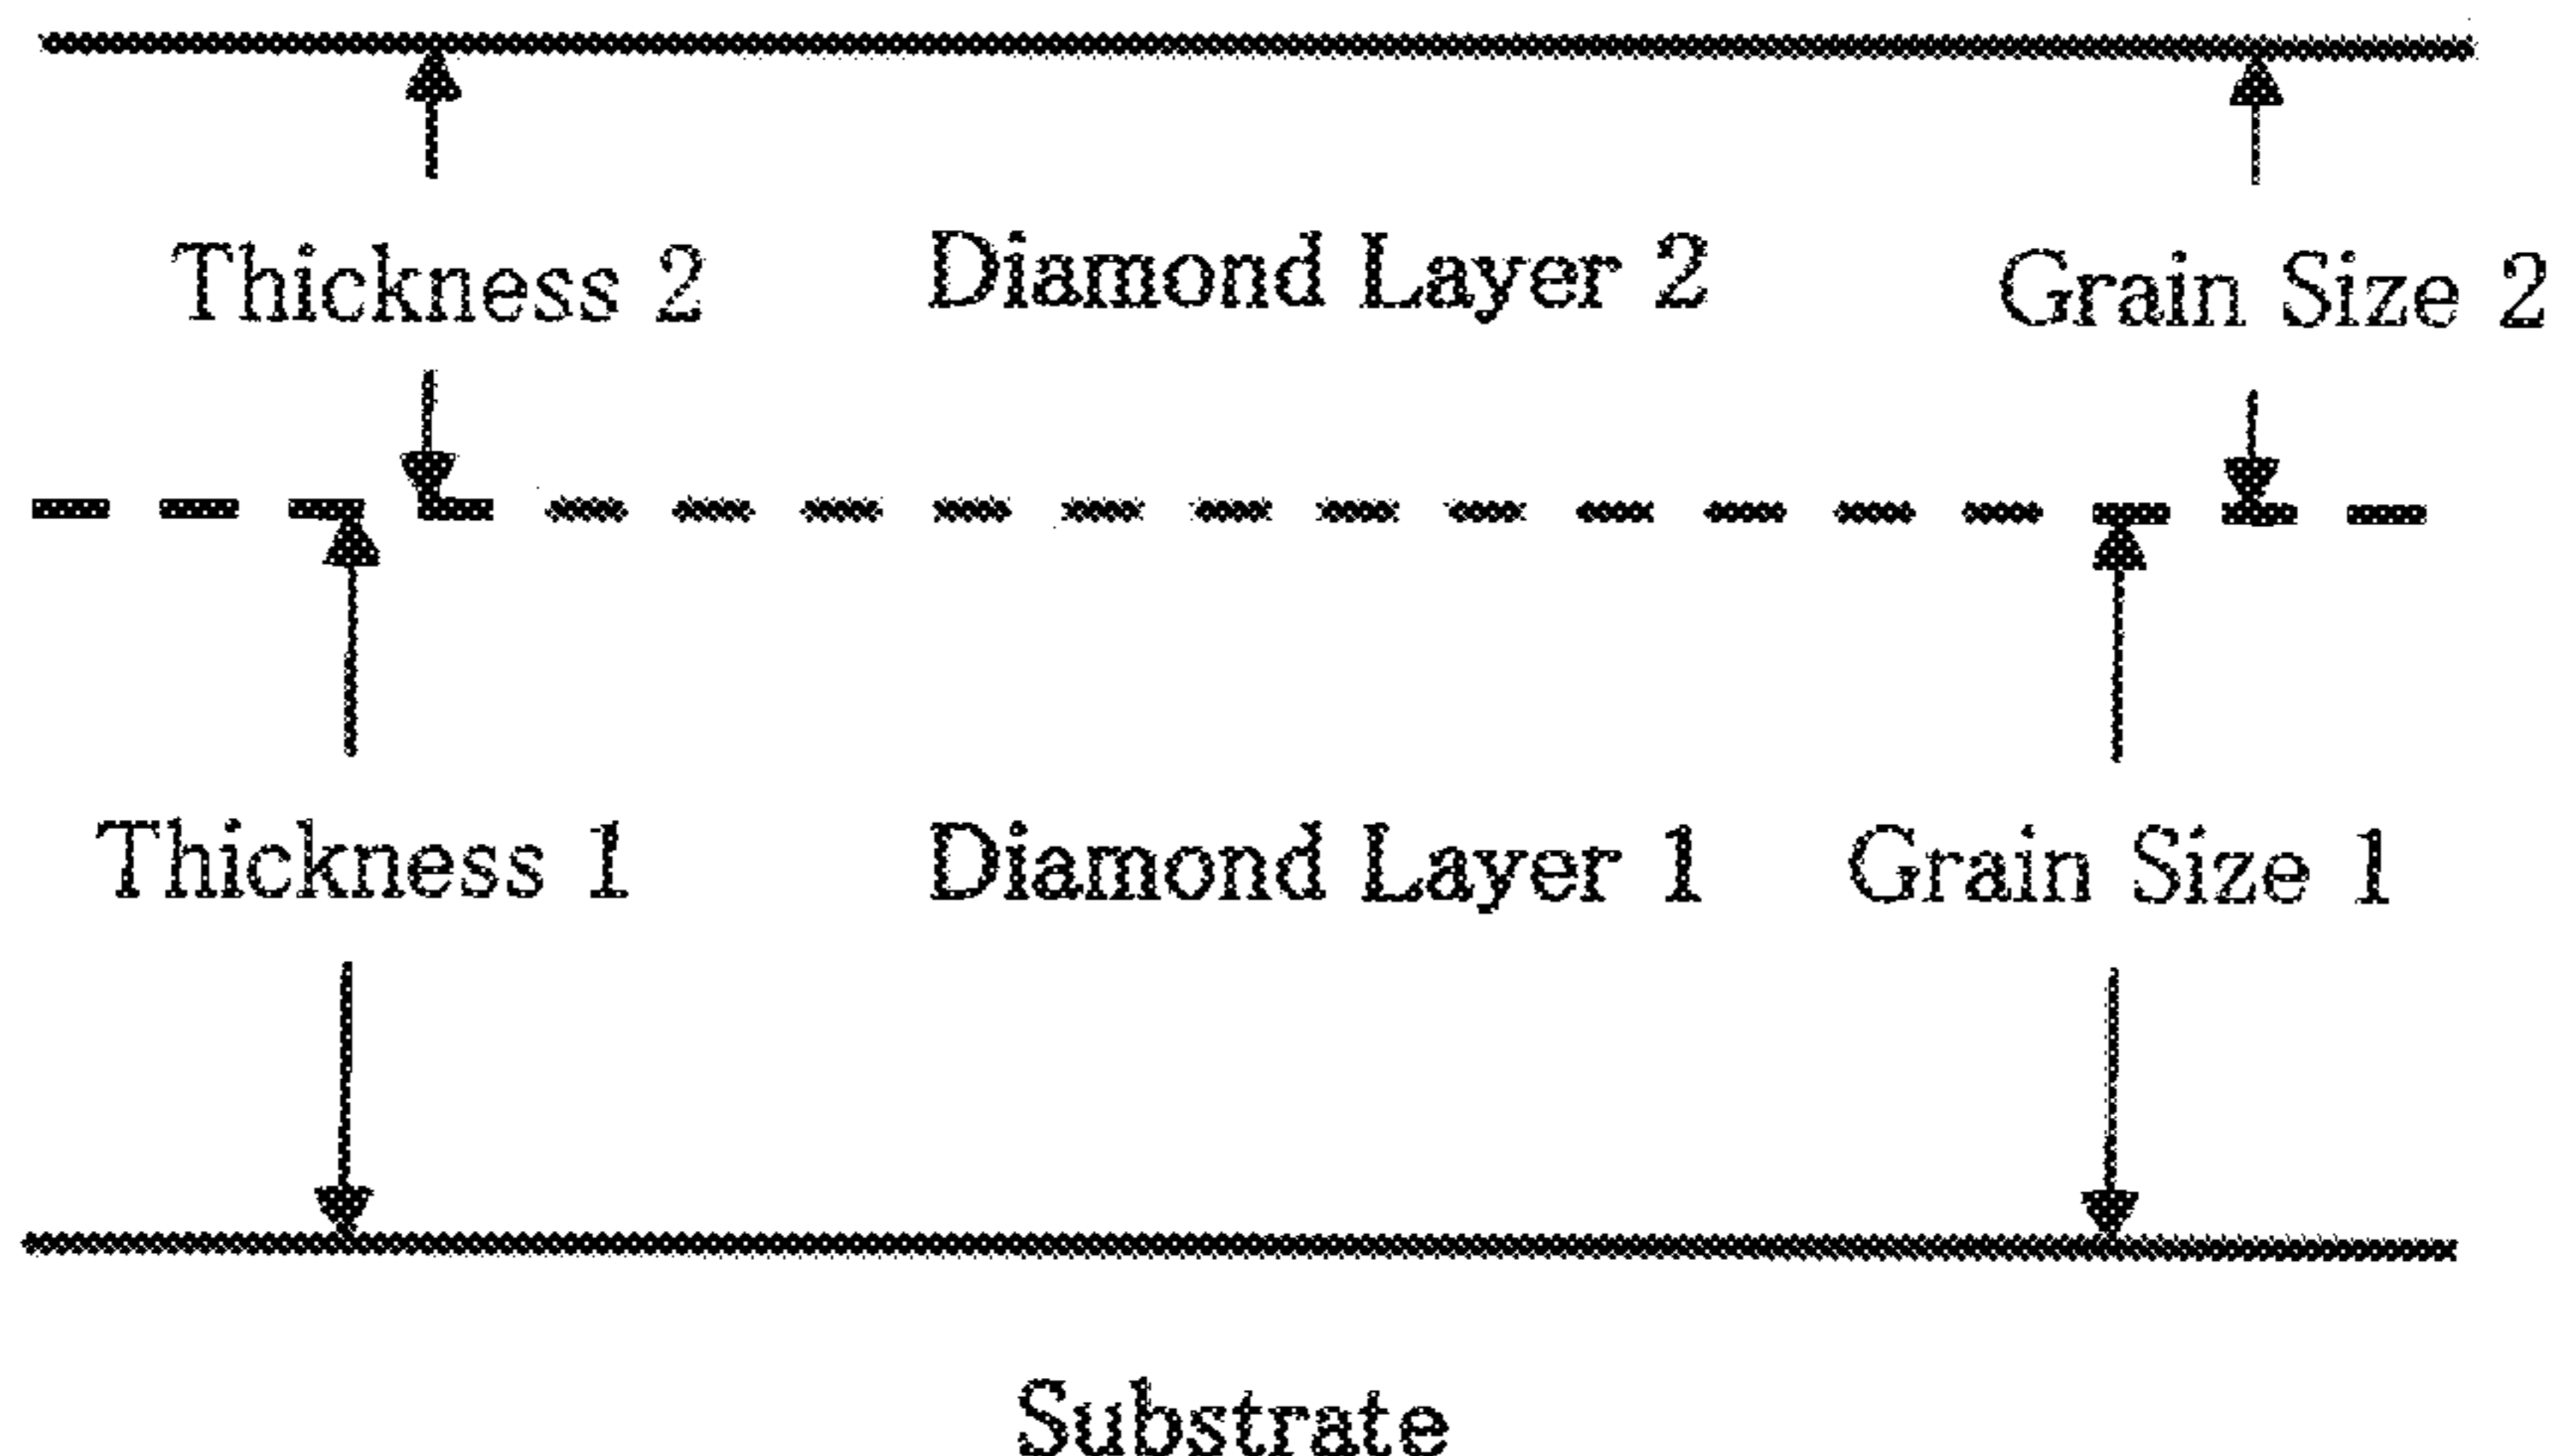 Thickness 2 Diamond Layer 2 Grain Size 2
Thickness 1 Diamond Layer 1 Grain Size 1
Substrate